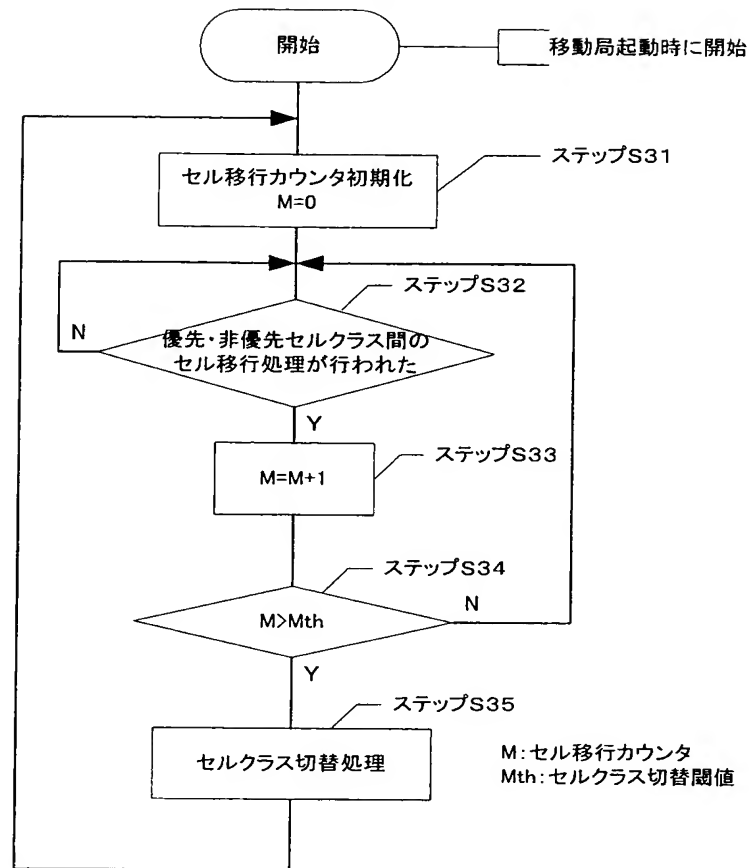 開始
移動局起動時に開始
ステップS31
セル移行カウンタ初期化
M=0
ステップS32
N
優先・非優先セルクラス間の
セル移行処理が行われた
Y
ステップS33
M=M+1
ステップS34
M>Mth
N
Y
ステップS35
セルクラス切替処理
M:セル移行カウンタ
Mth:セルクラス切替閾値